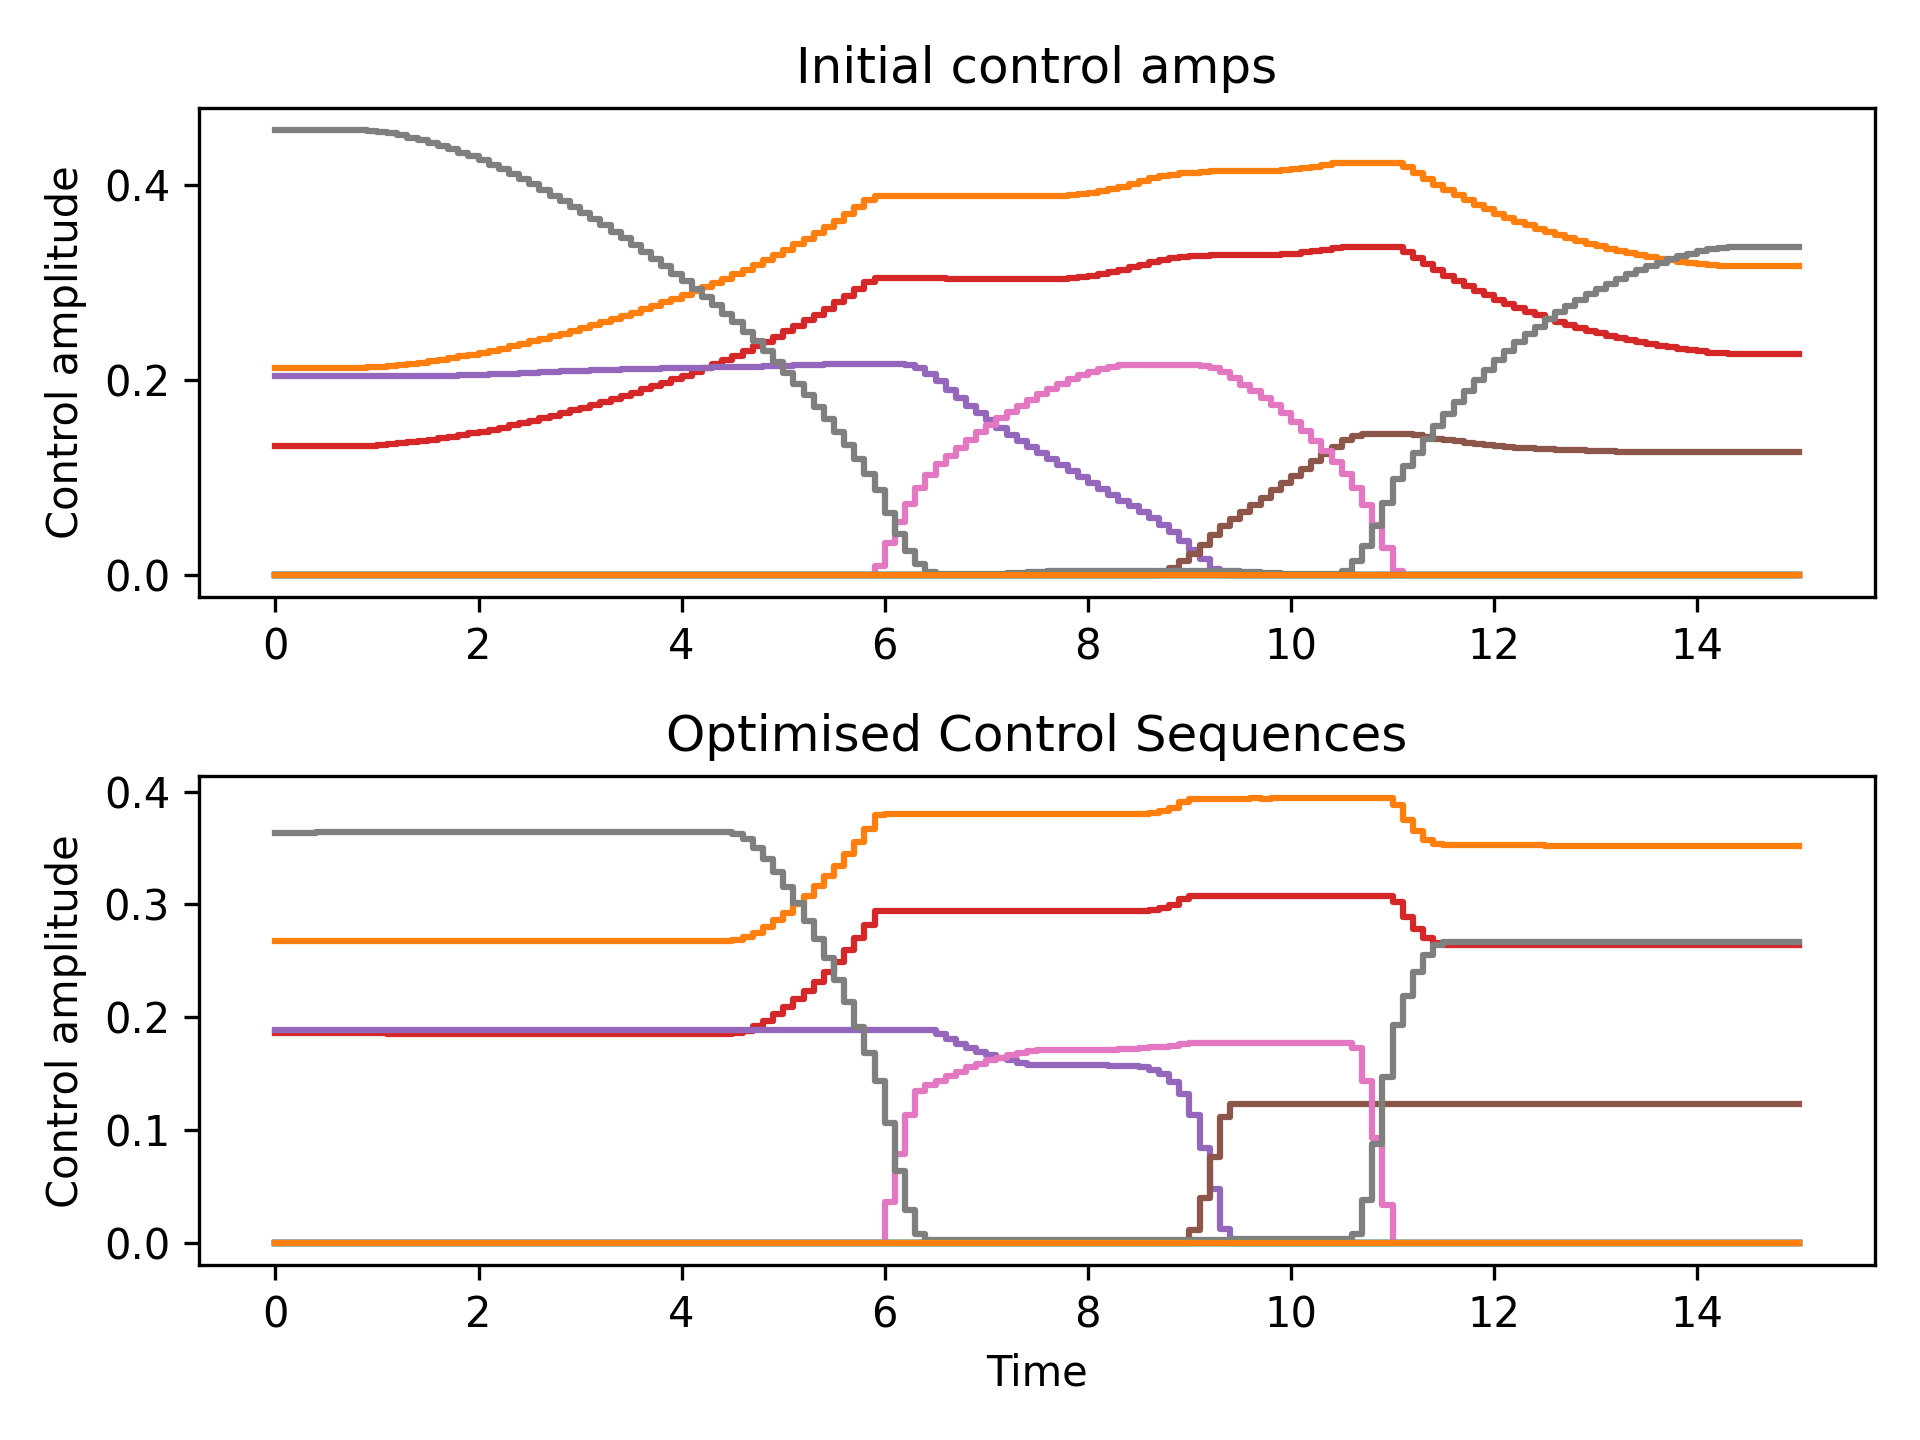 Initial control amps
Control amplitude
0.4
0.2
0.0
0 2 4 6 8 10 12 14
Optimised Control Sequences
Control amplitude
0.4
0.3
0.2
0.1
0.0
0 2 4 6 8 10 12 14
Time